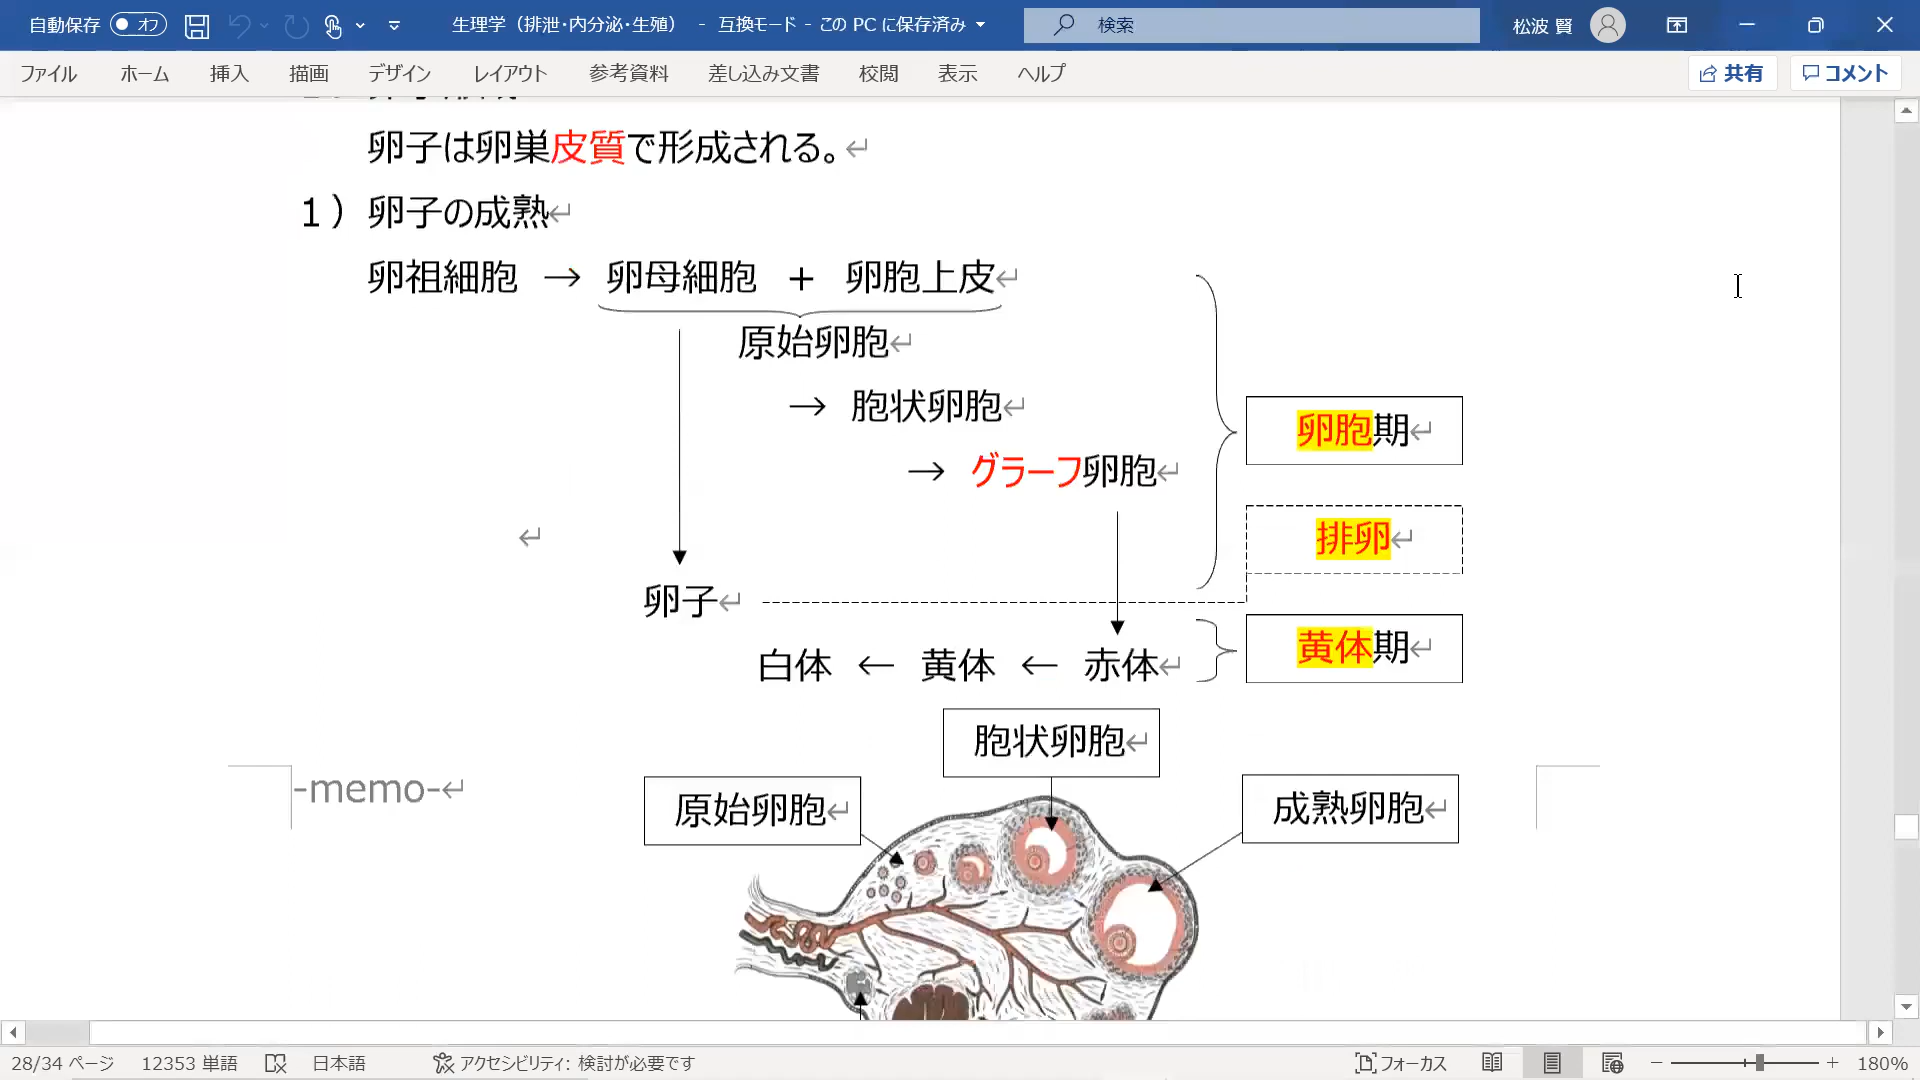 自動保存 オフ 生理学（排泄･内分泌･生殖） - 互換モード - この PC に保存済み 検索 松波 賢
ファイル ホーム 挿入 描画 デザイン レイアウト 参考資料 差し込み文書 校閲 表示 ヘルプ 共有 コメント
卵子は卵巣皮質で形成される。
1）卵子の成熟
卵祖細胞 → 卵母細胞 + 卵胞上皮
原始卵胞
→ 胞状卵胞
卵胞期
→ グラーフ卵胞
排卵
卵子
黄体期
白体 ← 黄体 ← 赤体
胞状卵胞
-memo-
原始卵胞
成熟卵胞
28/34 ページ 12353 単語 日本語 アクセシビリティ: 検討が必要です フォーカス 180%